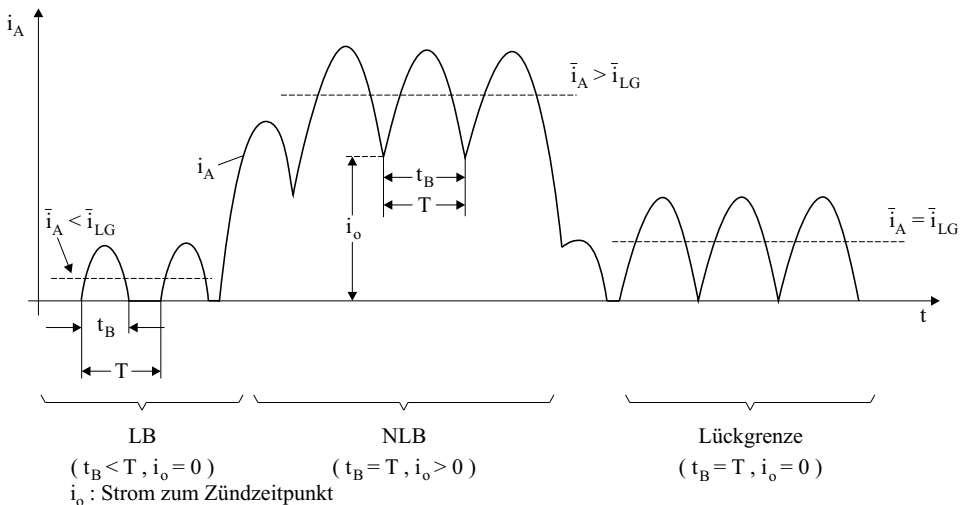 i_A
ī_A > ī_LG
i_A
t_B
T
i_o
ī_A < ī_LG
ī_A = ī_LG
t
t_B
T
LB
NLB
Lückgrenze
( t_B < T , i_o = 0 )
( t_B = T , i_o > 0 )
( t_B = T , i_o = 0 )
i_o : Strom zum Zündzeitpunkt